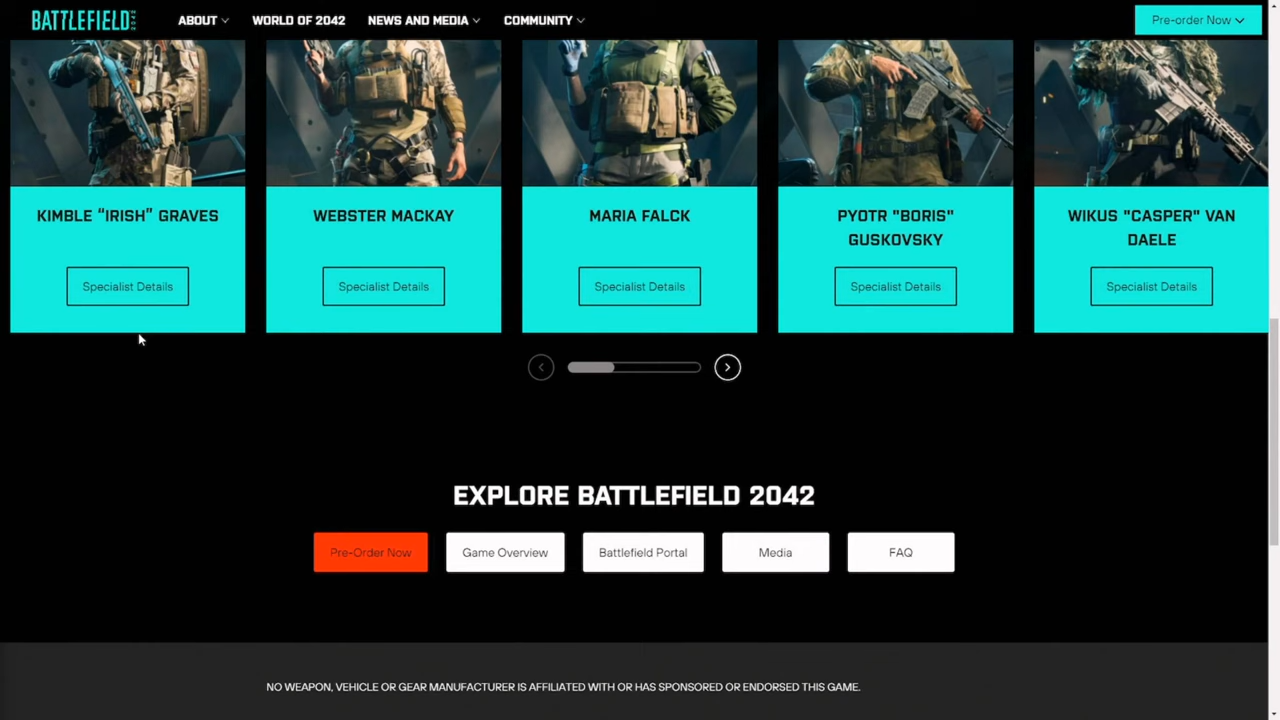 BATTLEFIELD 2042 ABOUT WORLD OF 2042 NEWS AND MEDIA COMMUNITY Pre-order Now
KIMBLE “IRISH” GRAVES
Specialist Details
WEBSTER MACKAY
Specialist Details
MARIA FALCK
Specialist Details
PYOTR "BORIS"
GUSKOVSKY
Specialist Details
WIKUS "CASPER" VAN
DAELE
Specialist Details
EXPLORE BATTLEFIELD 2042
Pre-Order Now Game Overview Battlefield Portal Media FAQ
NO WEAPON, VEHICLE OR GEAR MANUFACTURER IS AFFILIATED WITH OR HAS SPONSORED OR ENDORSED THIS GAME.